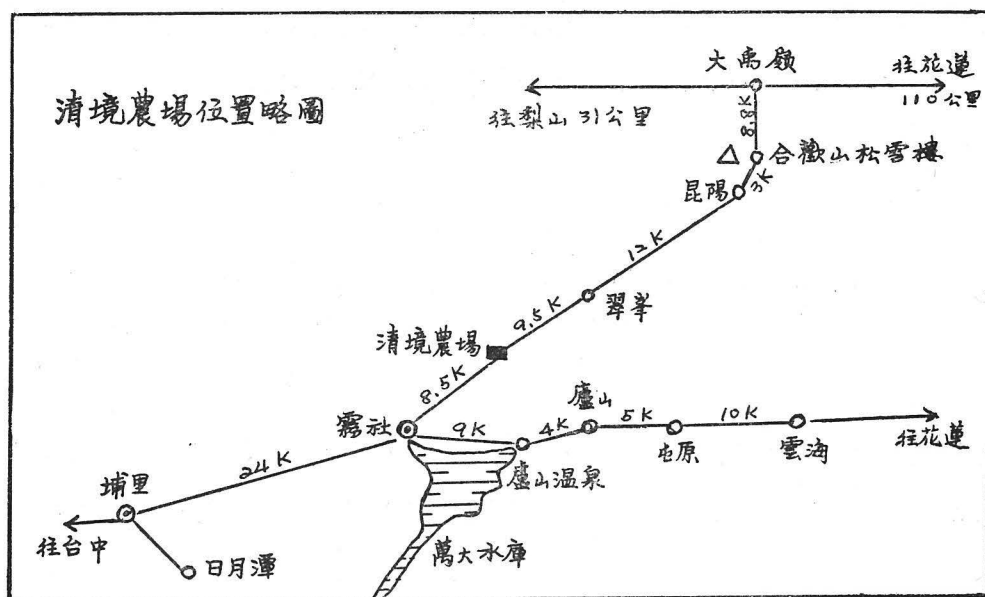 清境農場位置略圖
大禹嶺
往花蓮
110公里
往梨山31公里
8.8K
合歡山松雪樓
3K
昆陽
12K
翠峯
9.5K
清境農場
8.5K
霧社
9K
4K
廬山
5K
屯原
10K
雲海
往花蓮
廬山温泉
24K
埔里
往台中
日月潭
萬大水庫